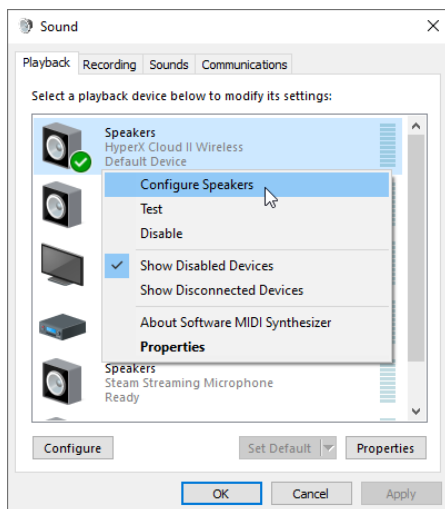 Sound
Playback Recording Sounds Communications
Select a playback device below to modify its settings:
Speakers
HyperX Cloud II Wireless
Default Device
Configure Speakers
Test
Disable
Show Disabled Devices
Show Disconnected Devices
About Software MIDI Synthesizer
Properties
Speakers
Steam Streaming Microphone
Ready
Configure Set Default Properties
OK Cancel Apply